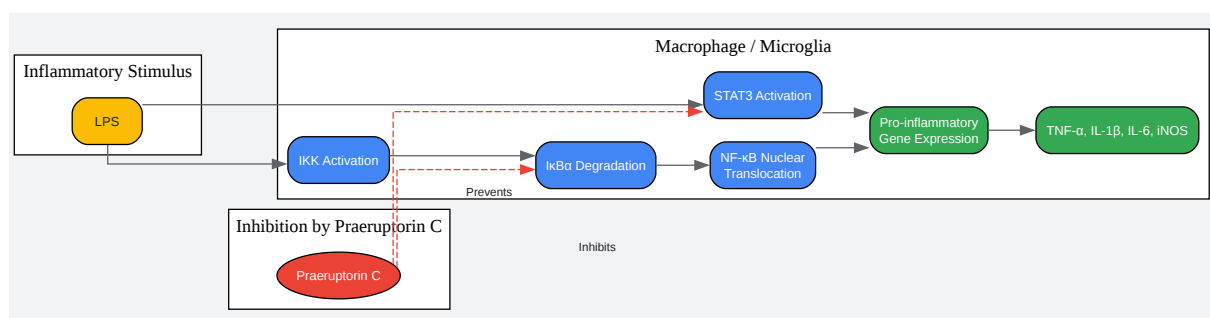 Macrophage / Microglia
Inflammatory Stimulus
LPS
STAT3 Activation
Pro-inflammatory
Gene Expression
TNF-α, IL-1β, IL-6, iNOS
IKK Activation
IκBα Degradation
NF-κB Nuclear
Translocation
Prevents
Inhibition by Praeruptorin C
Inhibits
Praeruptorin C